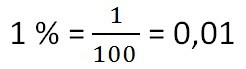 1 % = 1/100 = 0,01